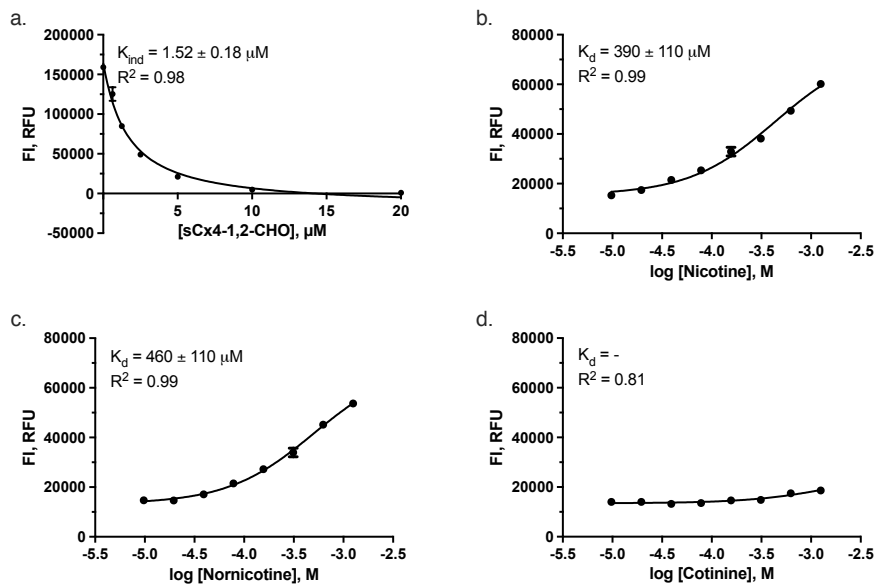 a.
K_ind = 1.52 ± 0.18 μM
R² = 0.98
FI, RFU
200000
150000
100000
50000
0
-50000
5
10
15
20
[sCx4-1,2-CHO], μM
b.
K_d = 390 ± 110 μM
R² = 0.99
FI, RFU
80000
60000
40000
20000
0
-5.5 -5.0 -4.5 -4.0 -3.5 -3.0 -2.5
log [Nicotine], M
c.
K_d = 460 ± 110 μM
R² = 0.99
FI, RFU
80000
60000
40000
20000
0
-5.5 -5.0 -4.5 -4.0 -3.5 -3.0 -2.5
log [Nornicotine], M
d.
K_d = -
R² = 0.81
FI, RFU
80000
60000
40000
20000
0
-5.5 -5.0 -4.5 -4.0 -3.5 -3.0 -2.5
log [Cotinine], M